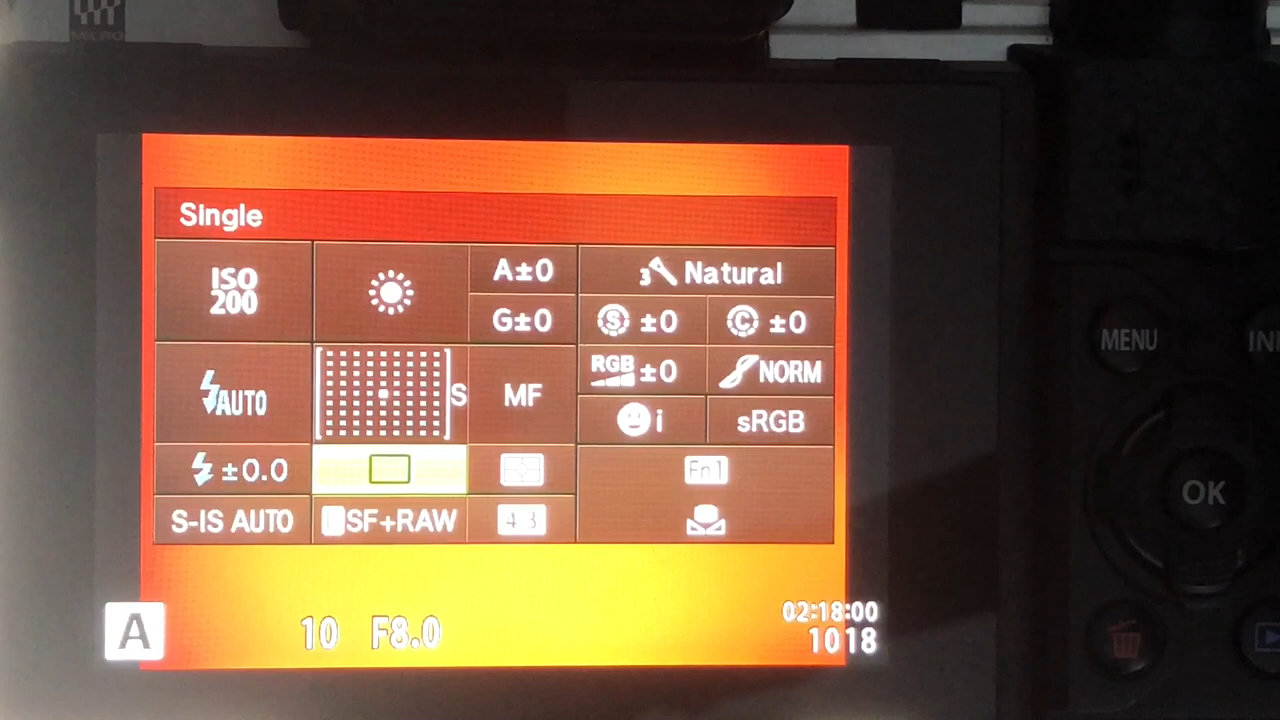 MICRO
Single
ISO 200
A±0
G±0
3 Natural
S ±0
C ±0
AUTO
S
MF
RGB ±0
NORM
i
sRGB
±0.0
Fn1
S-IS AUTO
SF+RAW
4:3
A
10 F8.0
02:18:00
1018
MENU
OK